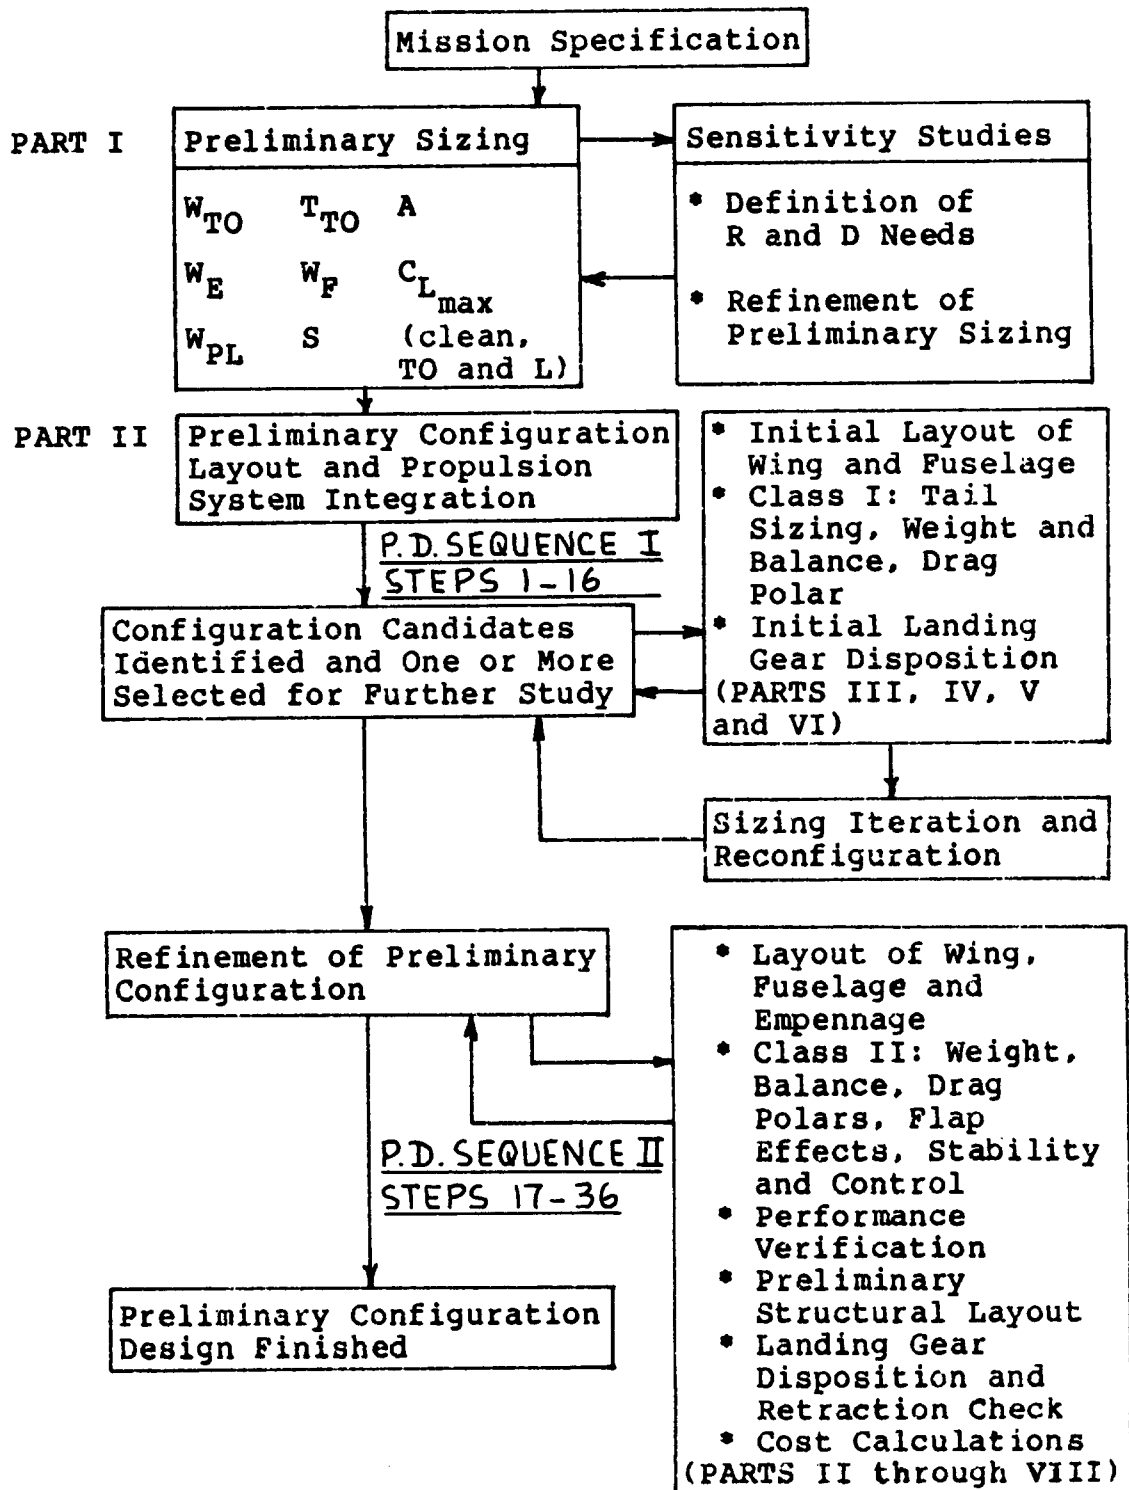 Mission Specification
PART I
Preliminary Sizing
W_TO T_TO A
W_E W_F C_L_max
W_PL S (clean,
TO and L)
Sensitivity Studies
* Definition of
R and D Needs
* Refinement of
Preliminary Sizing
PART II
Preliminary Configuration
Layout and Propulsion
System Integration
P.D. SEQUENCE I
STEPS 1-16
Configuration Candidates
Identified and One or More
Selected for Further Study
* Initial Layout of
Wing and Fuselage
* Class I: Tail
Sizing, Weight and
Balance, Drag
Polar
* Initial Landing
Gear Disposition
(PARTS III, IV, V
and VI)
Sizing Iteration and
Reconfiguration
Refinement of Preliminary
Configuration
P.D. SEQUENCE II
STEPS 17-36
* Layout of Wing,
Fuselage and
Empennage
* Class II: Weight,
Balance, Drag
Polars, Flap
Effects, Stability
and Control
* Performance
Verification
* Preliminary
Structural Layout
* Landing Gear
Disposition and
Retraction Check
* Cost Calculations
(PARTS II through VIII)
Preliminary Configuration
Design Finished